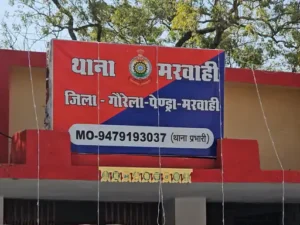 थाना मरवाही
जिला - गौरेला-पेण्ड्रा-मरवाही
MO-9479193037 (थाना प्रभारी)